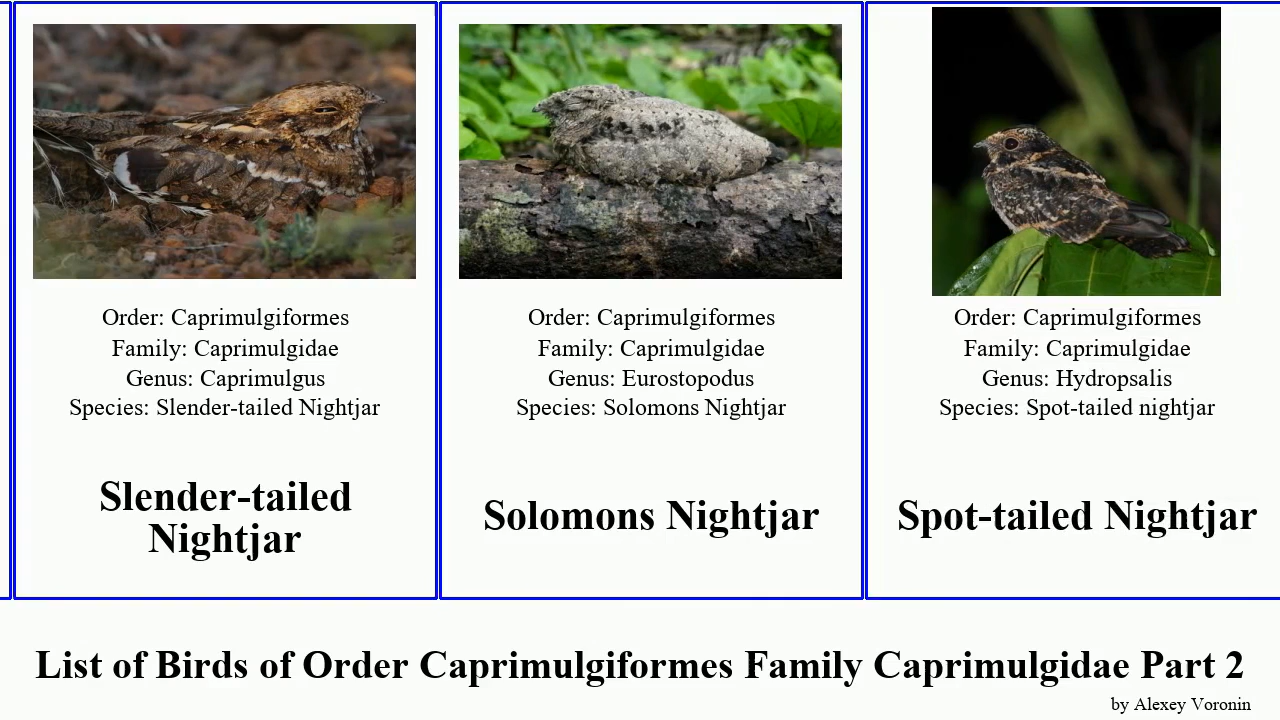 Order: Caprimulgiformes
Family: Caprimulgidae
Genus: Caprimulgus
Species: Slender-tailed Nightjar
Slender-tailed
Nightjar
Order: Caprimulgiformes
Family: Caprimulgidae
Genus: Eurostopodus
Species: Solomons Nightjar
Solomons Nightjar
Order: Caprimulgiformes
Family: Caprimulgidae
Genus: Hydropsalis
Species: Spot-tailed nightjar
Spot-tailed Nightjar
List of Birds of Order Caprimulgiformes Family Caprimulgidae Part 2
by Alexey Voronin